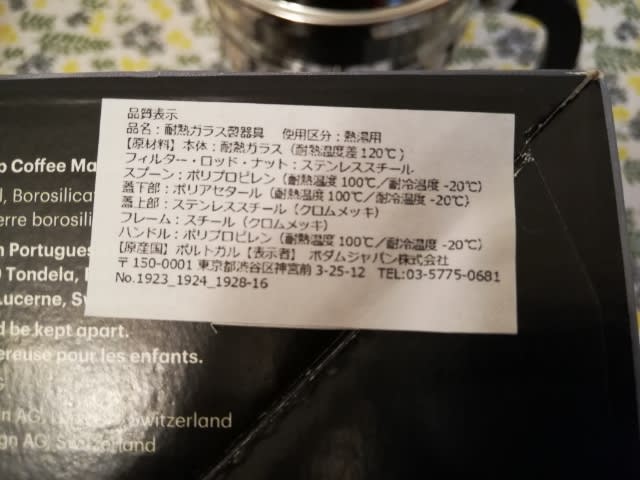 品質表示
品名：耐熱ガラス製器具　使用区分：熱湯用
【原材料】本体：耐熱ガラス（耐熱温度差120℃）
フィルター・ロッド・ナット：ステンレススチール
スプーン：ポリプロピレン（耐熱温度 100℃／耐冷温度 -20℃）
蓋下部：ポリアセタール（耐熱温度 100℃／耐冷温度 -20℃）
蓋上部：ステンレススチール（クロムメッキ）
フレーム：スチール（クロムメッキ）
ハンドル：ポリプロピレン（耐熱温度 100℃／耐冷温度 -20℃）
【原産国】ポルトガル【表示者】 ボダムジャパン株式会社
〒150-0001 東京都渋谷区神宮前 3-25-12　TEL:03-5775-0681
No.1923_1924_1928-16
p Coffee Ma
l, Borosilicat
erre borosili
n Portugues
Tondela,
Lucerne, Sw
d be kept apart.
ereuse pour les enfants.
G
gn AG, Switzerland
gn AG, Switzerland